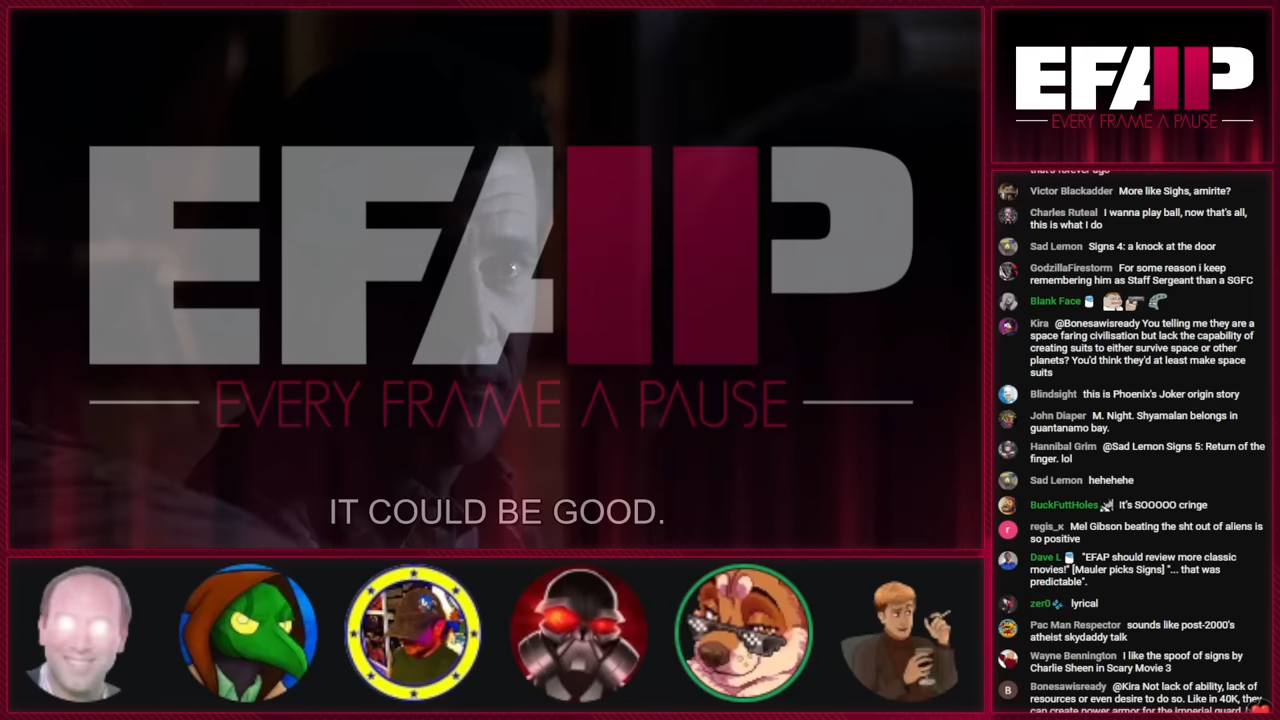 EFAP
EVERY FRAME A PAUSE
IT COULD BE GOOD.
EFAP
EVERY FRAME A PAUSE
that's forever ago
Victor Blackadder More like Sighs, amirite?
Charles Ruteal I wanna play ball, now that's all,
this is what I do
Sad Lemon Signs 4: a knock at the door
GodzillaFirestorm For some reason i keep
remembering him as Staff Sergeant than a SGFC
Blank Face
Kira @Bonesawisready You telling me they are a
space faring civilisation but lack the capability of
creating suits to either survive space or other
planets? You'd think they'd at least make space
suits
Blindsight this is Phoenix's Joker origin story
John Diaper M. Night. Shyamalan belongs in
guantanamo bay.
Hannibal Grim @Sad Lemon Signs 5: Return of the
finger. lol
Sad Lemon hehehehe
BuckFuttHoles It's SOOOOO cringe
r
regis_ĸ Mel Gibson beating the sht out of aliens is
so positive
Dave L "EFAP should review more classic
movies!" [Mauler picks Signs] "... that was
predictable".
zer0 lyrical
Pac Man Respector sounds like post-2000's
atheist skydaddy talk
Wayne Bennington I like the spoof of signs by
Charlie Sheen in Scary Movie 3
B
Bonesawisready @Kira Not lack of ability, lack of
resources or even desire to do so. Like in 40K, they
can create power armor for the imperial guard,